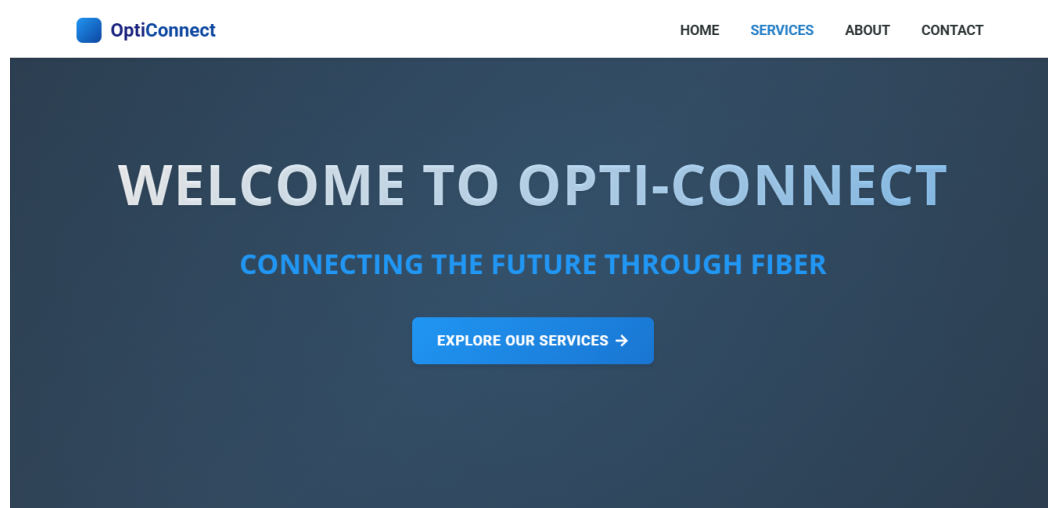 OptiConnect
HOME SERVICES ABOUT CONTACT
WELCOME TO OPTI-CONNECT
CONNECTING THE FUTURE THROUGH FIBER
EXPLORE OUR SERVICES →